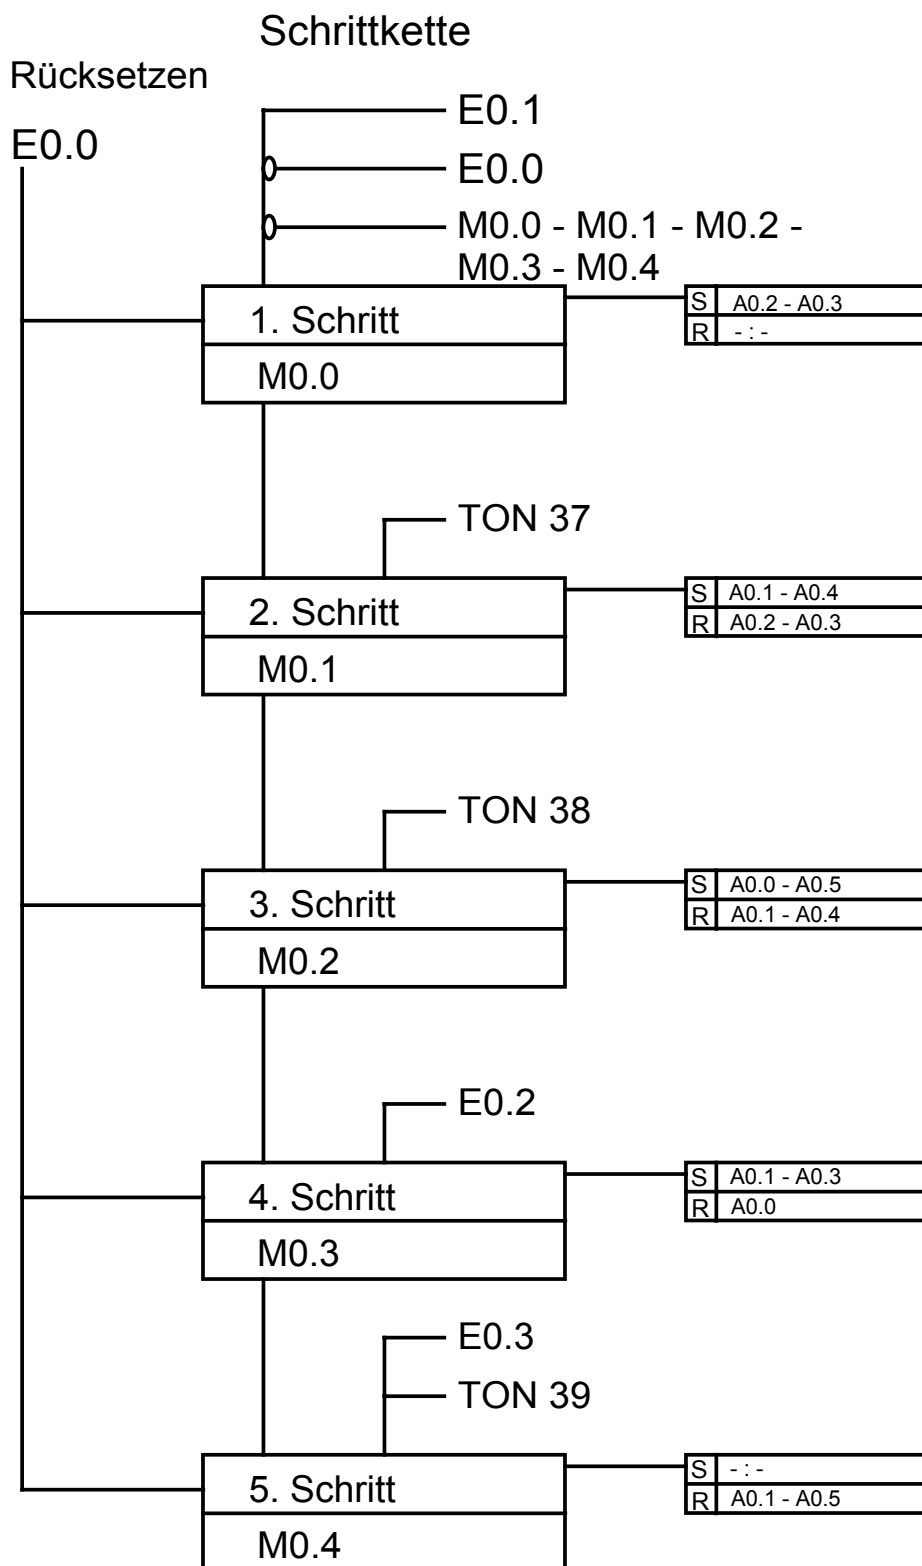 Schrittkette
Rücksetzen
E0.0
E0.1
E0.0
M0.0 - M0.1 - M0.2 -
M0.3 - M0.4
1. Schritt
M0.0
S A0.2 - A0.3
R - : -
TON 37
2. Schritt
M0.1
S A0.1 - A0.4
R A0.2 - A0.3
TON 38
3. Schritt
M0.2
S A0.0 - A0.5
R A0.1 - A0.4
E0.2
4. Schritt
M0.3
S A0.1 - A0.3
R A0.0
E0.3
TON 39
5. Schritt
M0.4
S - : -
R A0.1 - A0.5